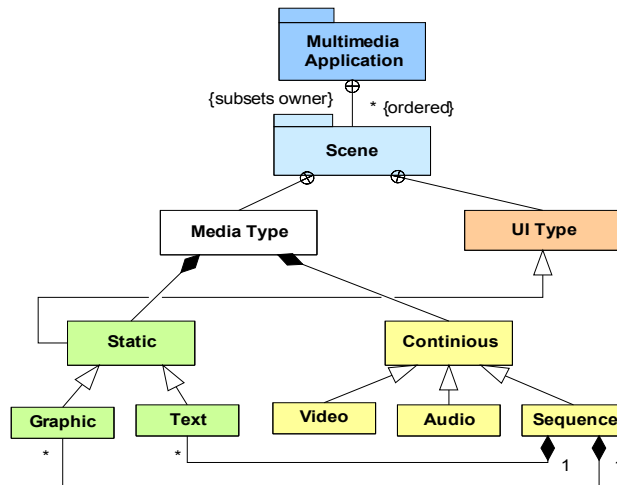 Multimedia
Application
{subsets owner}
* {ordered}
Scene
Media Type
UI Type
Static
Continious
Graphic
Text
Video
Audio
Sequence
*
*
1